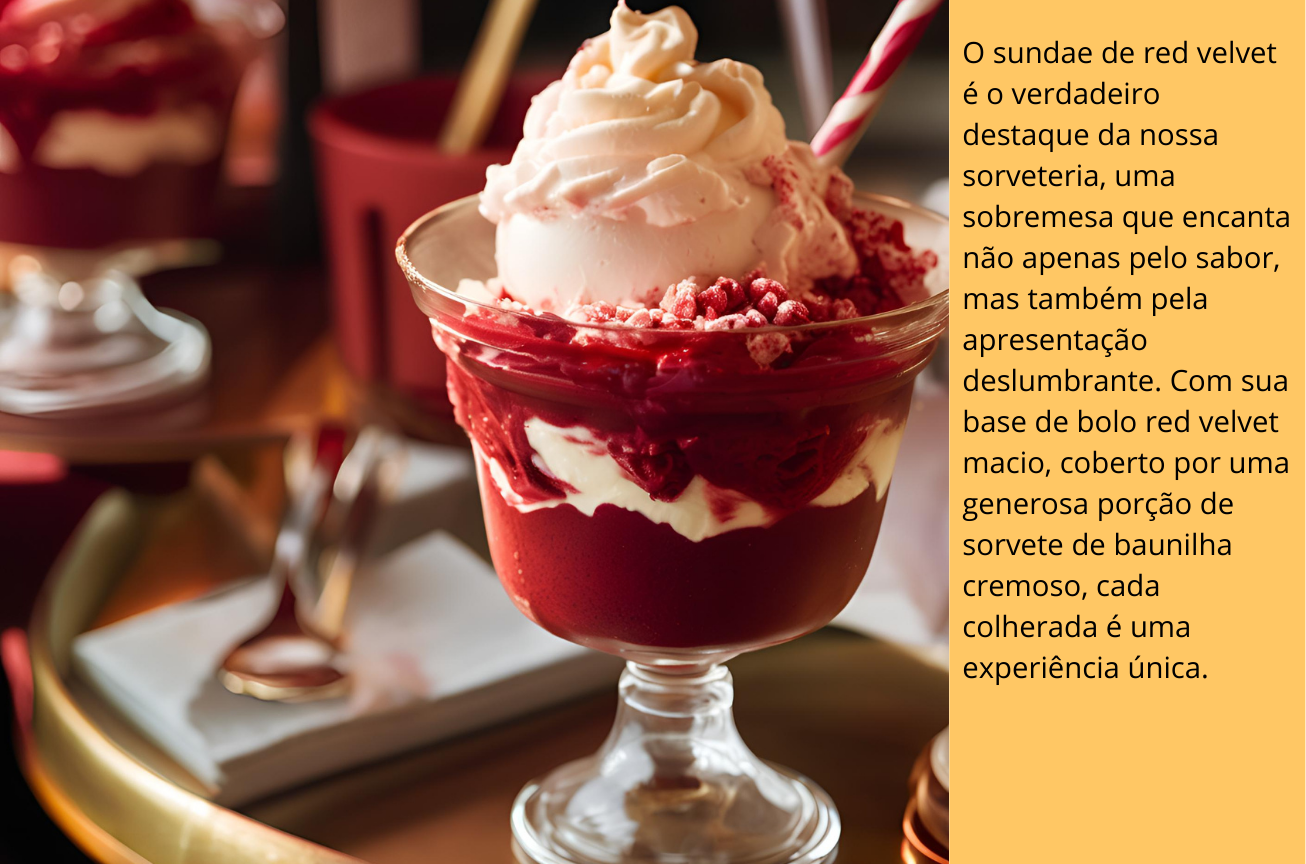 O sundae de red velvet
é o verdadeiro
destaque da nossa
sorveteria, uma
sobremesa que encanta
não apenas pelo sabor,
mas também pela
apresentação
deslumbrante. Com sua
base de bolo red velvet
macio, coberto por uma
generosa porção de
sorvete de baunilha
cremoso, cada
colherada é uma
experiência única.